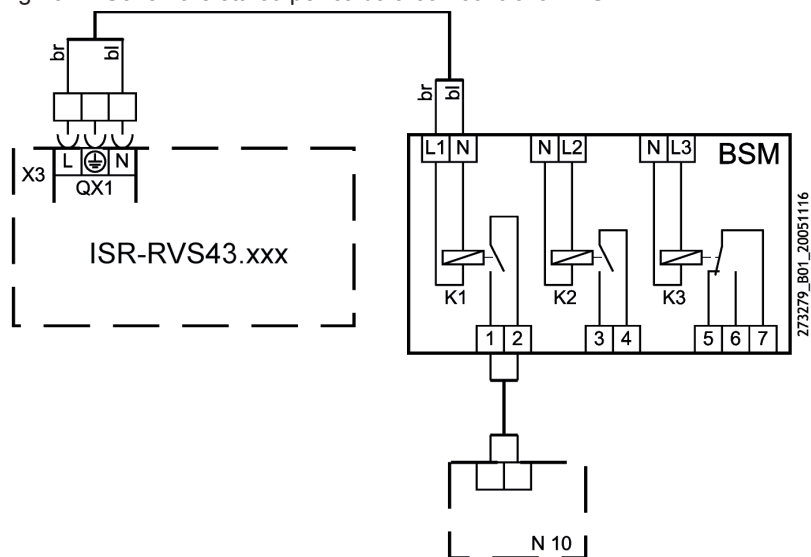 br
bl
br
bl
L1 N
N L2
N L3
BSM
X3
L
N
QX1
ISR-RVS43.xxx
K1
K2
K3
1 2
3 4
5 6 7
N 10
273279_B01_20051116